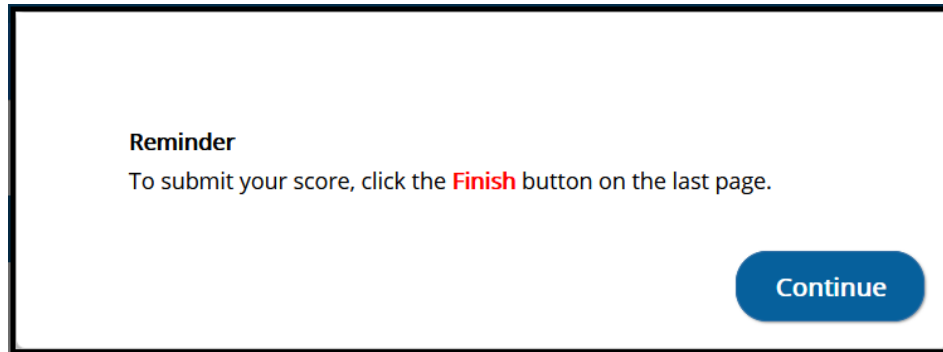 Reminder
To submit your score, click the Finish button on the last page.
Continue